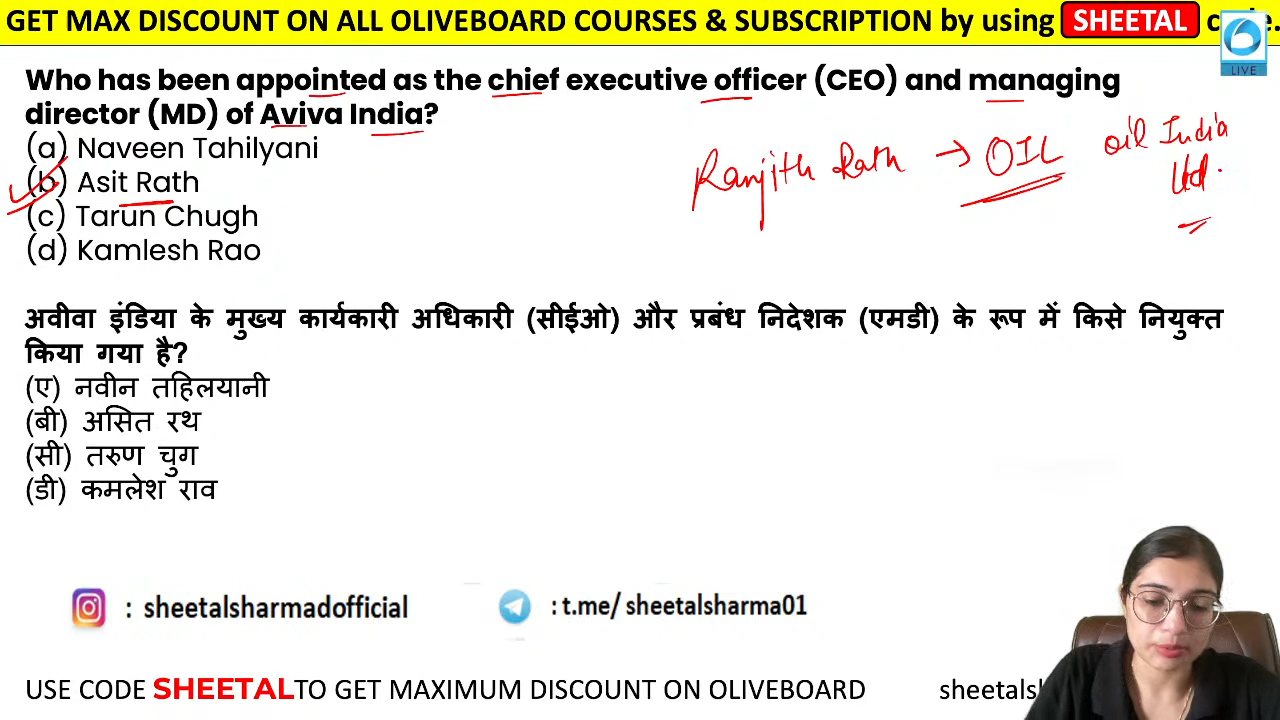 GET MAX DISCOUNT ON ALL OLIVEBOARD COURSES & SUBSCRIPTION by using SHEETAL code.
LIVE
Who has been appointed as the chief executive officer (CEO) and managing
director (MD) of Aviva India?
(a) Naveen Tahilyani
(b) Asit Rath
(c) Tarun Chugh
(d) Kamlesh Rao
Ranjith Rath → OIL
Oil India
Ltd.
अवीवा इंडिया के मुख्य कार्यकारी अधिकारी (सीईओ) और प्रबंध निदेशक (एमडी) के रूप में किसे नियुक्त
किया गया है?
(ए) नवीन तहिलयानी
(बी) असित रथ
(सी) तरुण चुग
(डी) कमलेश राव
: sheetalsharmadofficial
: t.me/ sheetalsharma01
USE CODE SHEETALTO GET MAXIMUM DISCOUNT ON OLIVEBOARD
sheetalsh